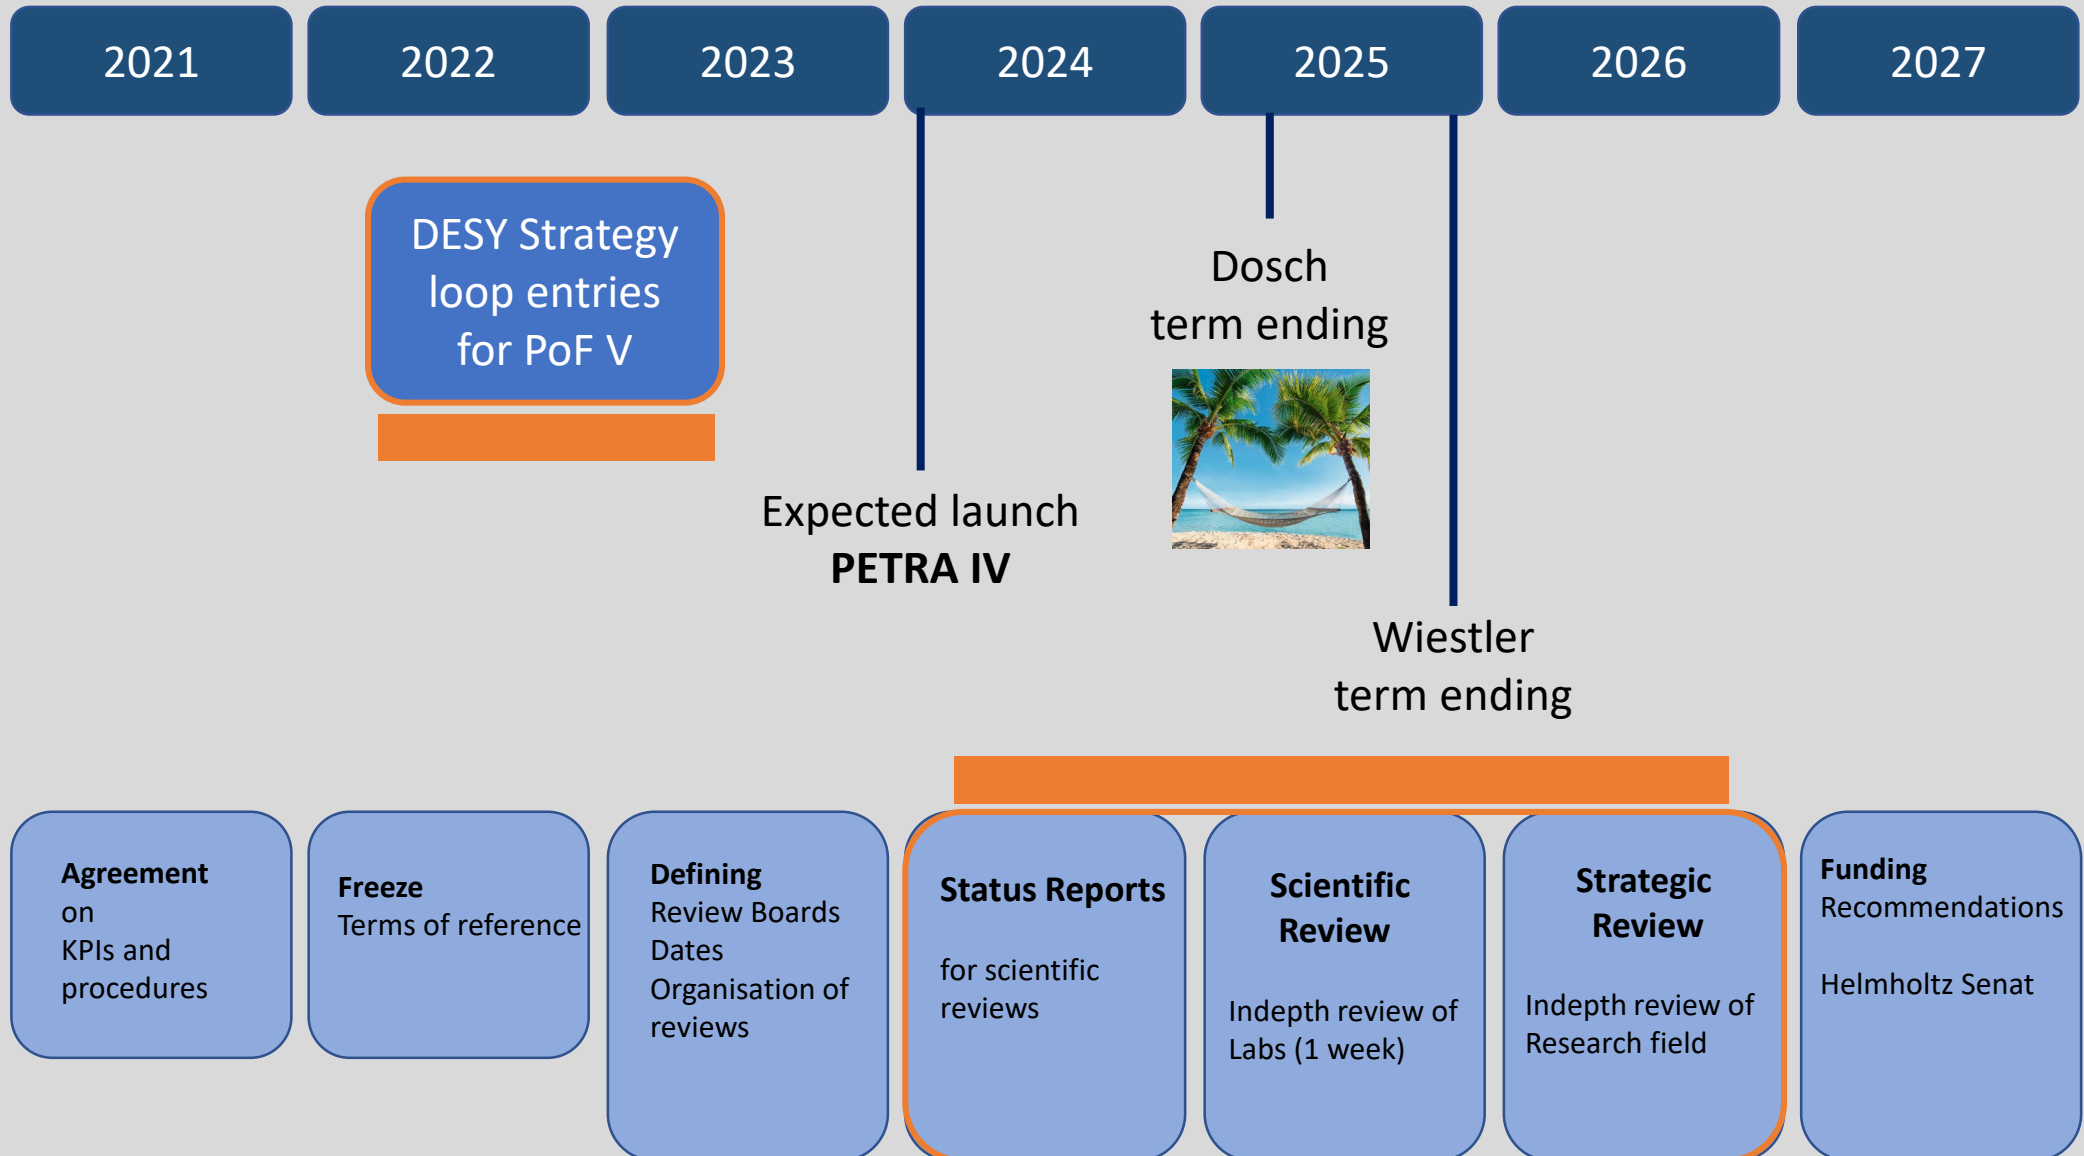 2021
2022
2023
2024
2025
2026
2027
DESY Strategy
loop entries
for PoF V
Dosch
term ending
Expected launch
PETRA IV
Wiestler
term ending
Agreement
on
KPIs and
procedures
Freeze
Terms of reference
Defining
Review Boards
Dates
Organisation of
reviews
Status Reports
for scientific
reviews
Scientific
Review
Indepth review of
Labs (1 week)
Strategic
Review
Indepth review of
Research field
Funding
Recommendations
Helmholtz Senat